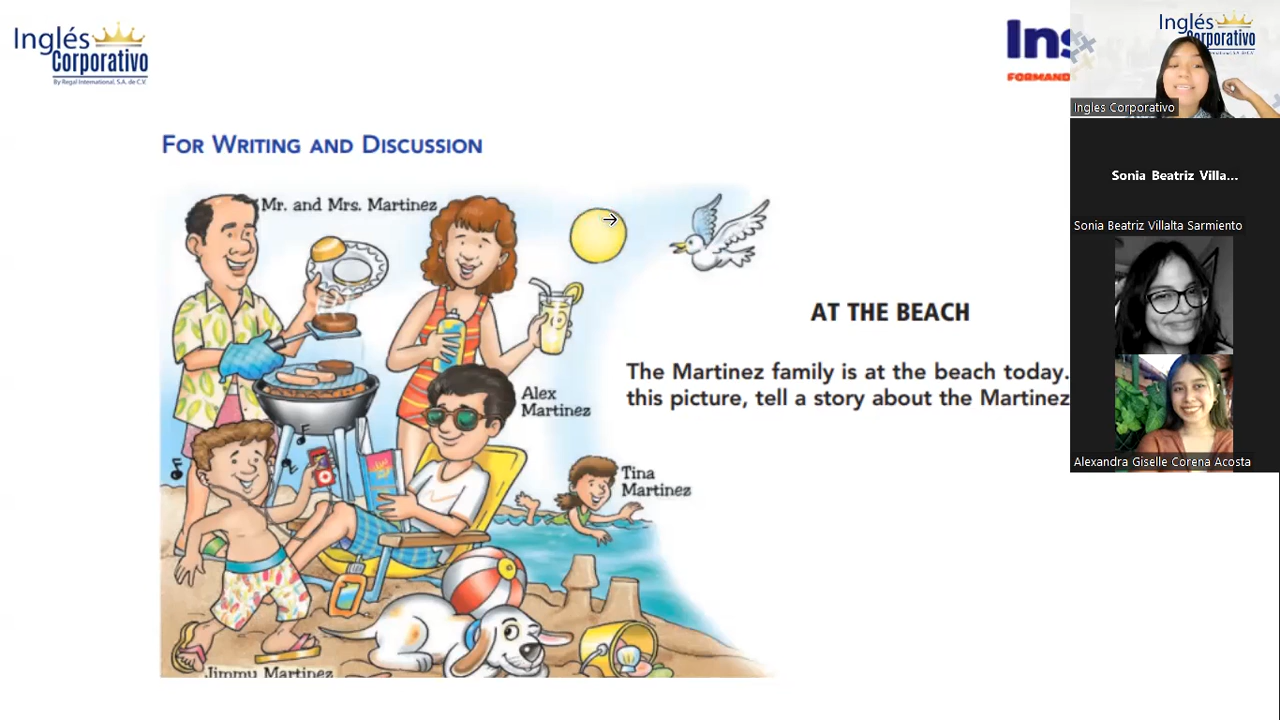 Inglés
Corporativo
By Regal International, S.A. de C.V.
Ins
FORMAND
FOR WRITING AND DISCUSSION
Mr. and Mrs. Martinez
Alex
Martinez
Tina
Martinez
Jimmy Martinez
AT THE BEACH
The Martinez family is at the beach today.
this picture, tell a story about the Martinez
Inglés
Corporativo
Ingles Corporativo
Sonia Beatriz Villa...
Sonia Beatriz Villalta Sarmiento
Alexandra Giselle Corena Acosta